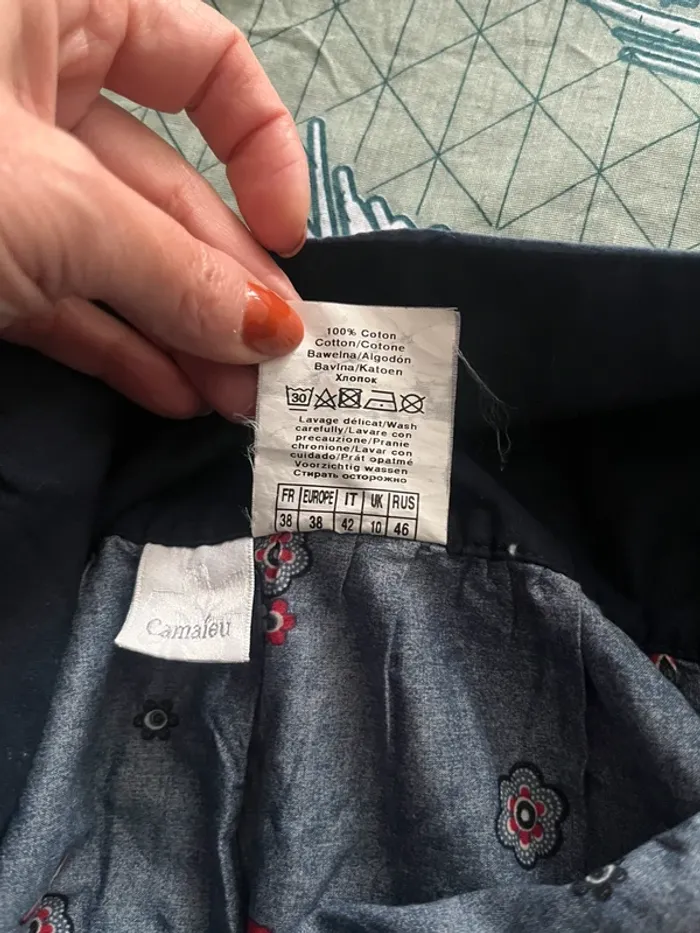 100% Coton
Cotton/Cotone
Bawelna/Algodón
Bavlna/Katoen
Хлопок
30
Lavage délicat/Wash
carefully/Lavare con
precauzione/Pranie
chronione/Lavar con
cuidado/Prát opatmé
Voorzichtig wassen
Стирать осторожно
FR EUROPE IT UK RUS
38 38 42 10 46
Camaïeu